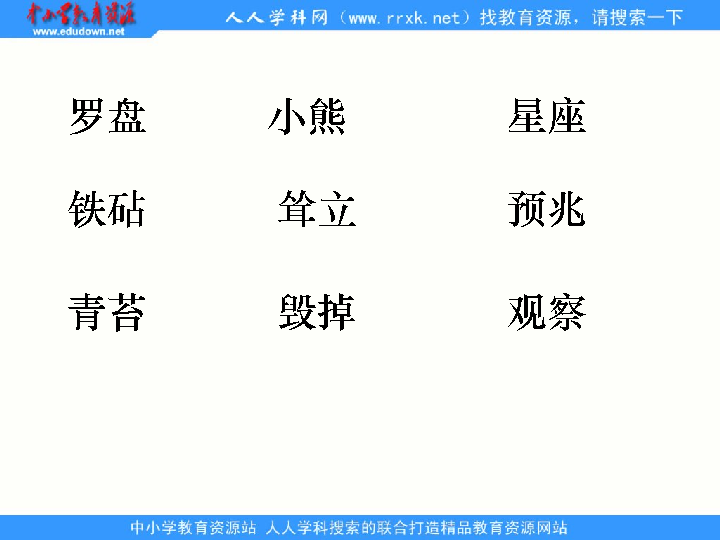 中小学教育资源
www.edudown.net
人人学科网（www.rrxk.net）找教育资源，请搜索一下
罗盘 小熊 星座
铁砧 耸立 预兆
青苔 毁掉 观察
中小学教育资源站 人人学科搜索的联合打造精品教育资源网站